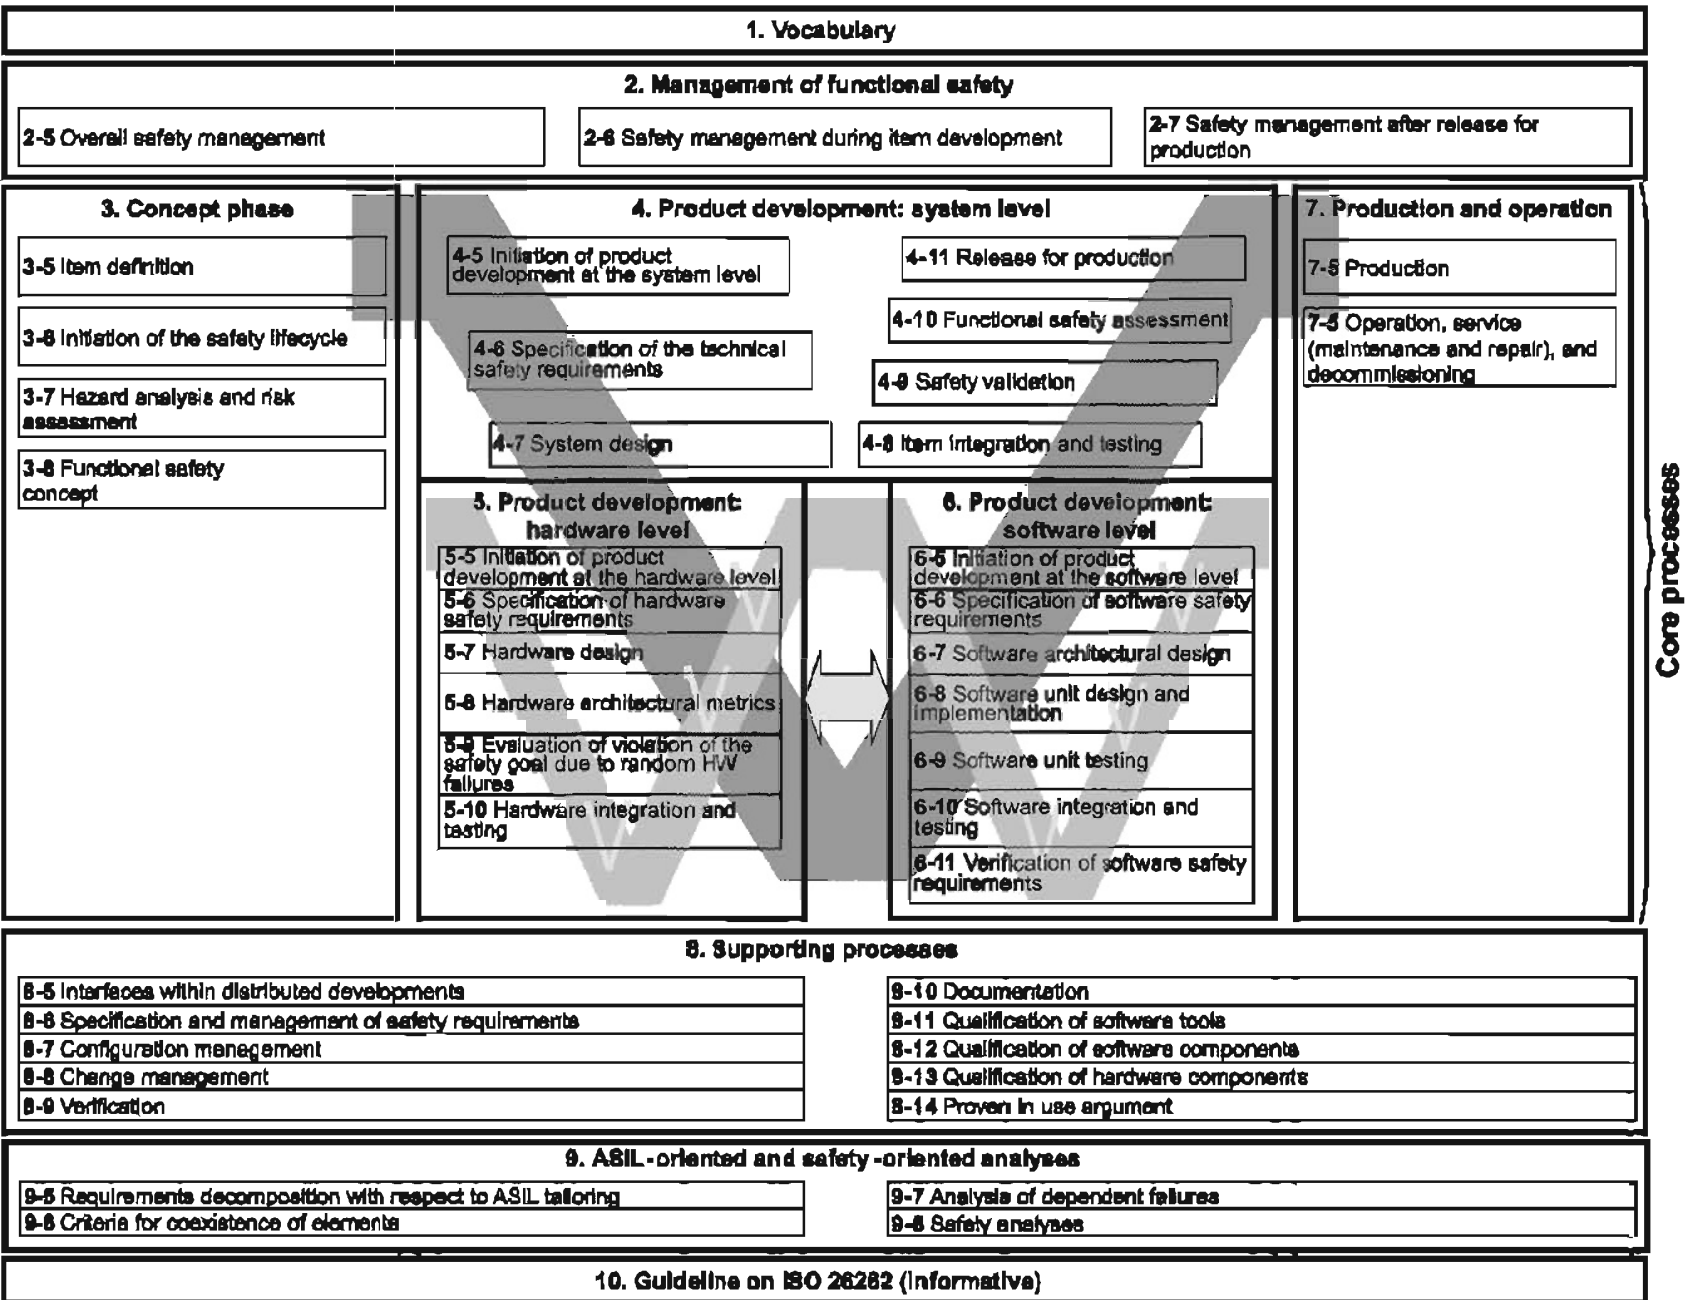 1. Vocabulary
2. Management of functional safety
2-5 Overall safety management
2-6 Safety management during item development
2-7 Safety management after release for
production
3. Concept phase
3-5 Item definition
3-6 Initiation of the safety lifecycle
3-7 Hazard analysis and risk
assessment
3-8 Functional safety
concept
4. Product development: system level
4-5 Initiation of product
development at the system level
4-6 Specification of the technical
safety requirements
4-7 System design
4-11 Release for production
4-10 Functional safety assessment
4-9 Safety validation
4-8 Item integration and testing
7. Production and operation
7-5 Production
7-5 Operation, service
(maintenance and repair), and
decommissioning
5. Product development:
hardware level
5-5 Initiation of product
development at the hardware level
5-6 Specification of hardware
safety requirements
5-7 Hardware design
5-8 Hardware architectural metrics
5-9 Evaluation of violation of the
safety goal due to random HW
failures
5-10 Hardware integration and
testing
6. Product development:
software level
6-5 Initiation of product
development at the software level
6-6 Specification of software safety
requirements
6-7 Software architectural design
6-8 Software unit design and
implementation
6-9 Software unit testing
6-10 Software integration and
testing
6-11 Verification of software safety
requirements
Core processes
8. Supporting processes
8-5 Interfaces within distributed developments
8-6 Specification and management of safety requirements
8-7 Configuration management
8-8 Change management
8-9 Verification
8-10 Documentation
8-11 Qualification of software tools
8-12 Qualification of software components
8-13 Qualification of hardware components
8-14 Proven in use argument
9. ASIL-oriented and safety-oriented analyses
9-5 Requirements decomposition with respect to ASIL tailoring
9-6 Criteria for coexistence of elements
9-7 Analysis of dependent failures
9-8 Safety analyses
10. Guideline on ISO 26262 (Informative)